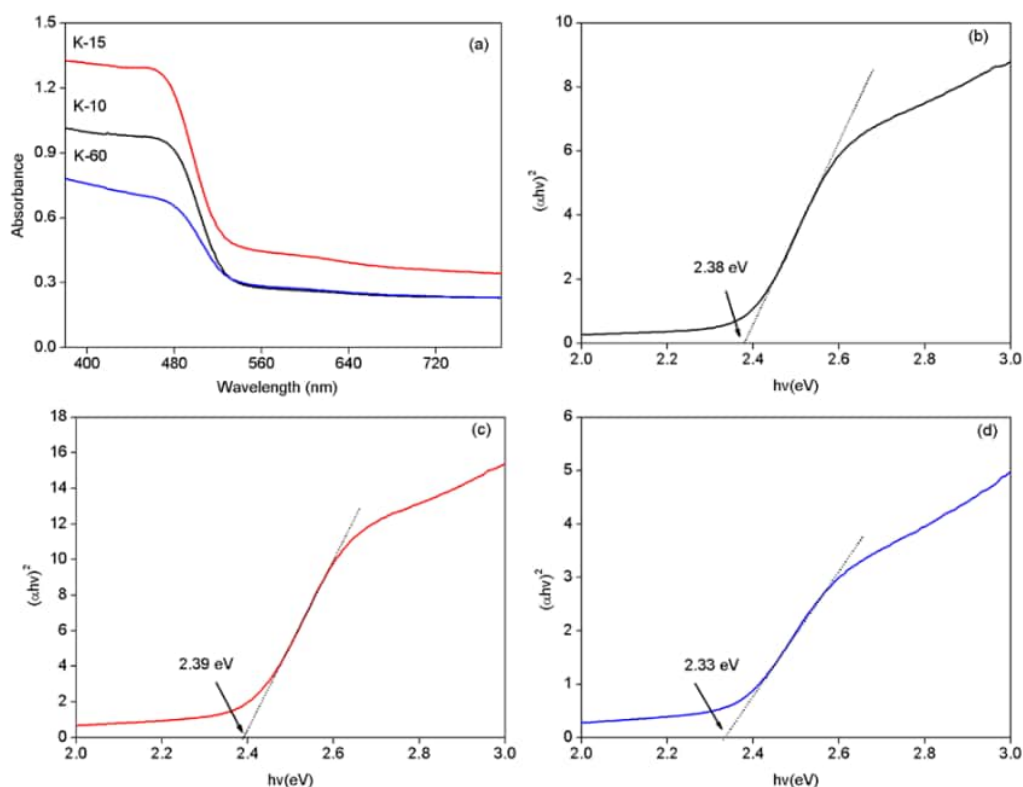 (a)
K-15
K-10
K-60
1.5
1.2
0.9
0.6
0.3
0.0
Absorbance
400 480 560 640 720
Wavelength (nm)
(b)
10
8
6
4
2
0
(αhν)²
2.38 eV
2.0 2.2 2.4 2.6 2.8 3.0
hν(eV)
(c)
18
16
14
12
10
8
6
4
2
0
(αhν)²
2.39 eV
2.0 2.2 2.4 2.6 2.8 3.0
hν(eV)
(d)
6
5
4
3
2
1
0
(αhν)²
2.33 eV
2.0 2.2 2.4 2.6 2.8 3.0
hν(eV)